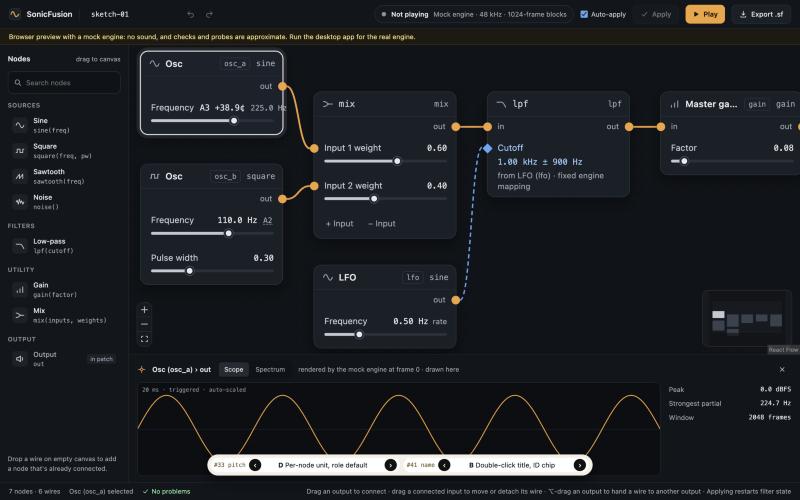 SonicFusion
sketch-01
Not playing Mock engine · 48 kHz · 1024-frame blocks
Auto-apply
Apply
Play
Export .sf
Browser preview with a mock engine: no sound, and checks and probes are approximate. Run the desktop app for the real engine.
Nodes
drag to canvas
Search nodes
SOURCES
Sine
sine(freq)
Square
square(freq, pw)
Sawtooth
sawtooth(freq)
Noise
noise()
FILTERS
Low-pass
lpf(cutoff)
UTILITY
Gain
gain(factor)
Mix
mix(inputs, weights)
OUTPUT
Output
out
in patch
Drop a wire on empty canvas to add
a node that's already connected.
Osc osc_a sine
out
Frequency A3 +38.9¢ 225.0 Hz
Osc osc_b square
out
Frequency 110.0 Hz A2
Pulse width 0.30
mix mix
out
Input 1 weight 0.60
Input 2 weight 0.40
+ Input − Input
LFO lfo sine
out
Frequency 0.50 Hz rate
lpf lpf
in out
Cutoff
1.00 kHz ± 900 Hz
from LFO (lfo) · fixed engine
mapping
Master ga... gain gain
in out
Factor 0.08
React Flow
Osc (osc_a) › out
Scope
Spectrum
rendered by the mock engine at frame 0 · drawn here
20 ms · triggered · auto-scaled
Peak 0.0 dBFS
Strongest partial 224.7 Hz
Window 2048 frames
#33 pitch ‹ D Per-node unit, role default ›
#41 name ‹ B Double-click title, ID chip ›
7 nodes · 6 wires
Osc (osc_a) selected
No problems
Drag an output to connect · drag a connected input to move or detach its wire · ⌥-drag an output to hand a wire to another output · Applying restarts filter state